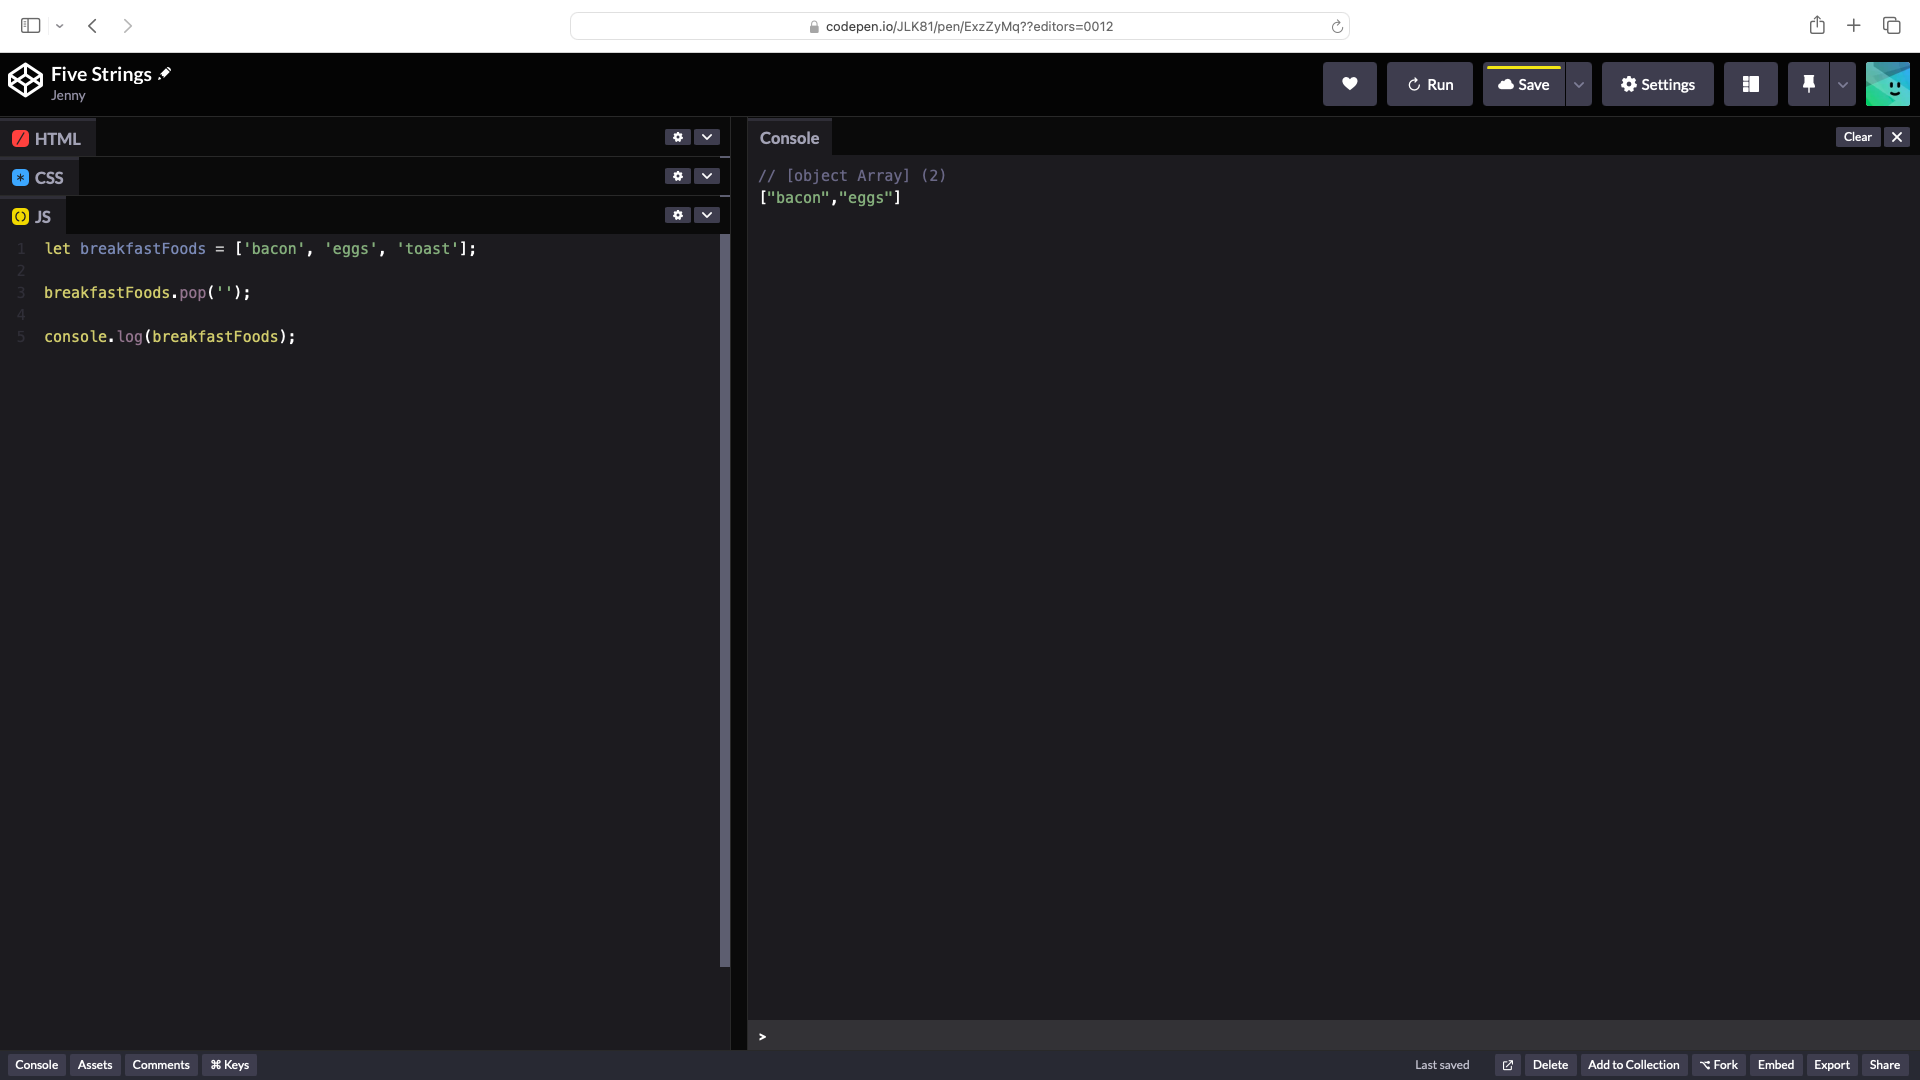 codepen.io/JLK81/pen/ExzZyMq??editors=0012
Five Strings
Jenny
Run
Save
Settings
HTML
CSS
JS
1 let breakfastFoods = ['bacon', 'eggs', 'toast'];
2
3 breakfastFoods.pop('');
4
5 console.log(breakfastFoods);
Console
Clear
// [object Array] (2)
["bacon","eggs"]
>
Console Assets Comments ⌘ Keys
Last saved Delete Add to Collection Fork Embed Export Share